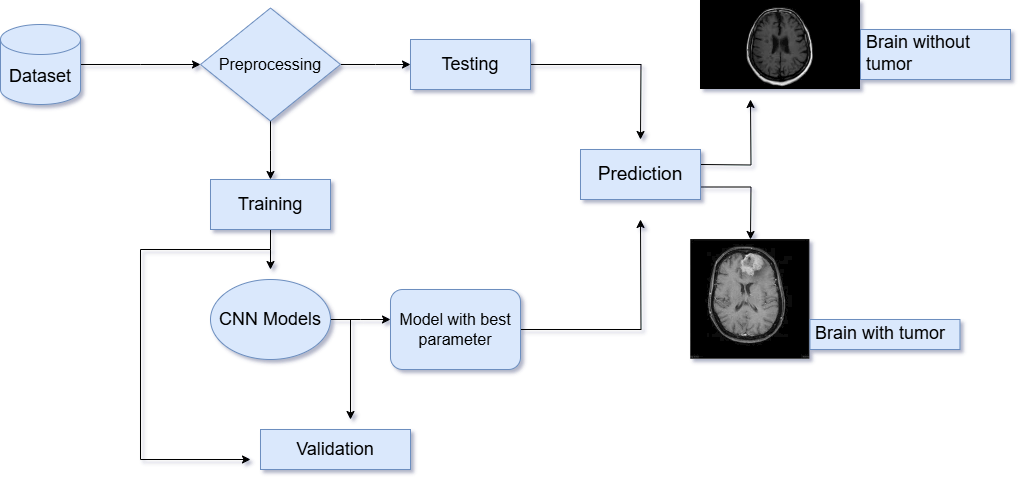 Dataset
Preprocessing
Testing
Brain without
tumor
Prediction
Training
CNN Models
Model with best
parameter
Brain with tumor
Validation